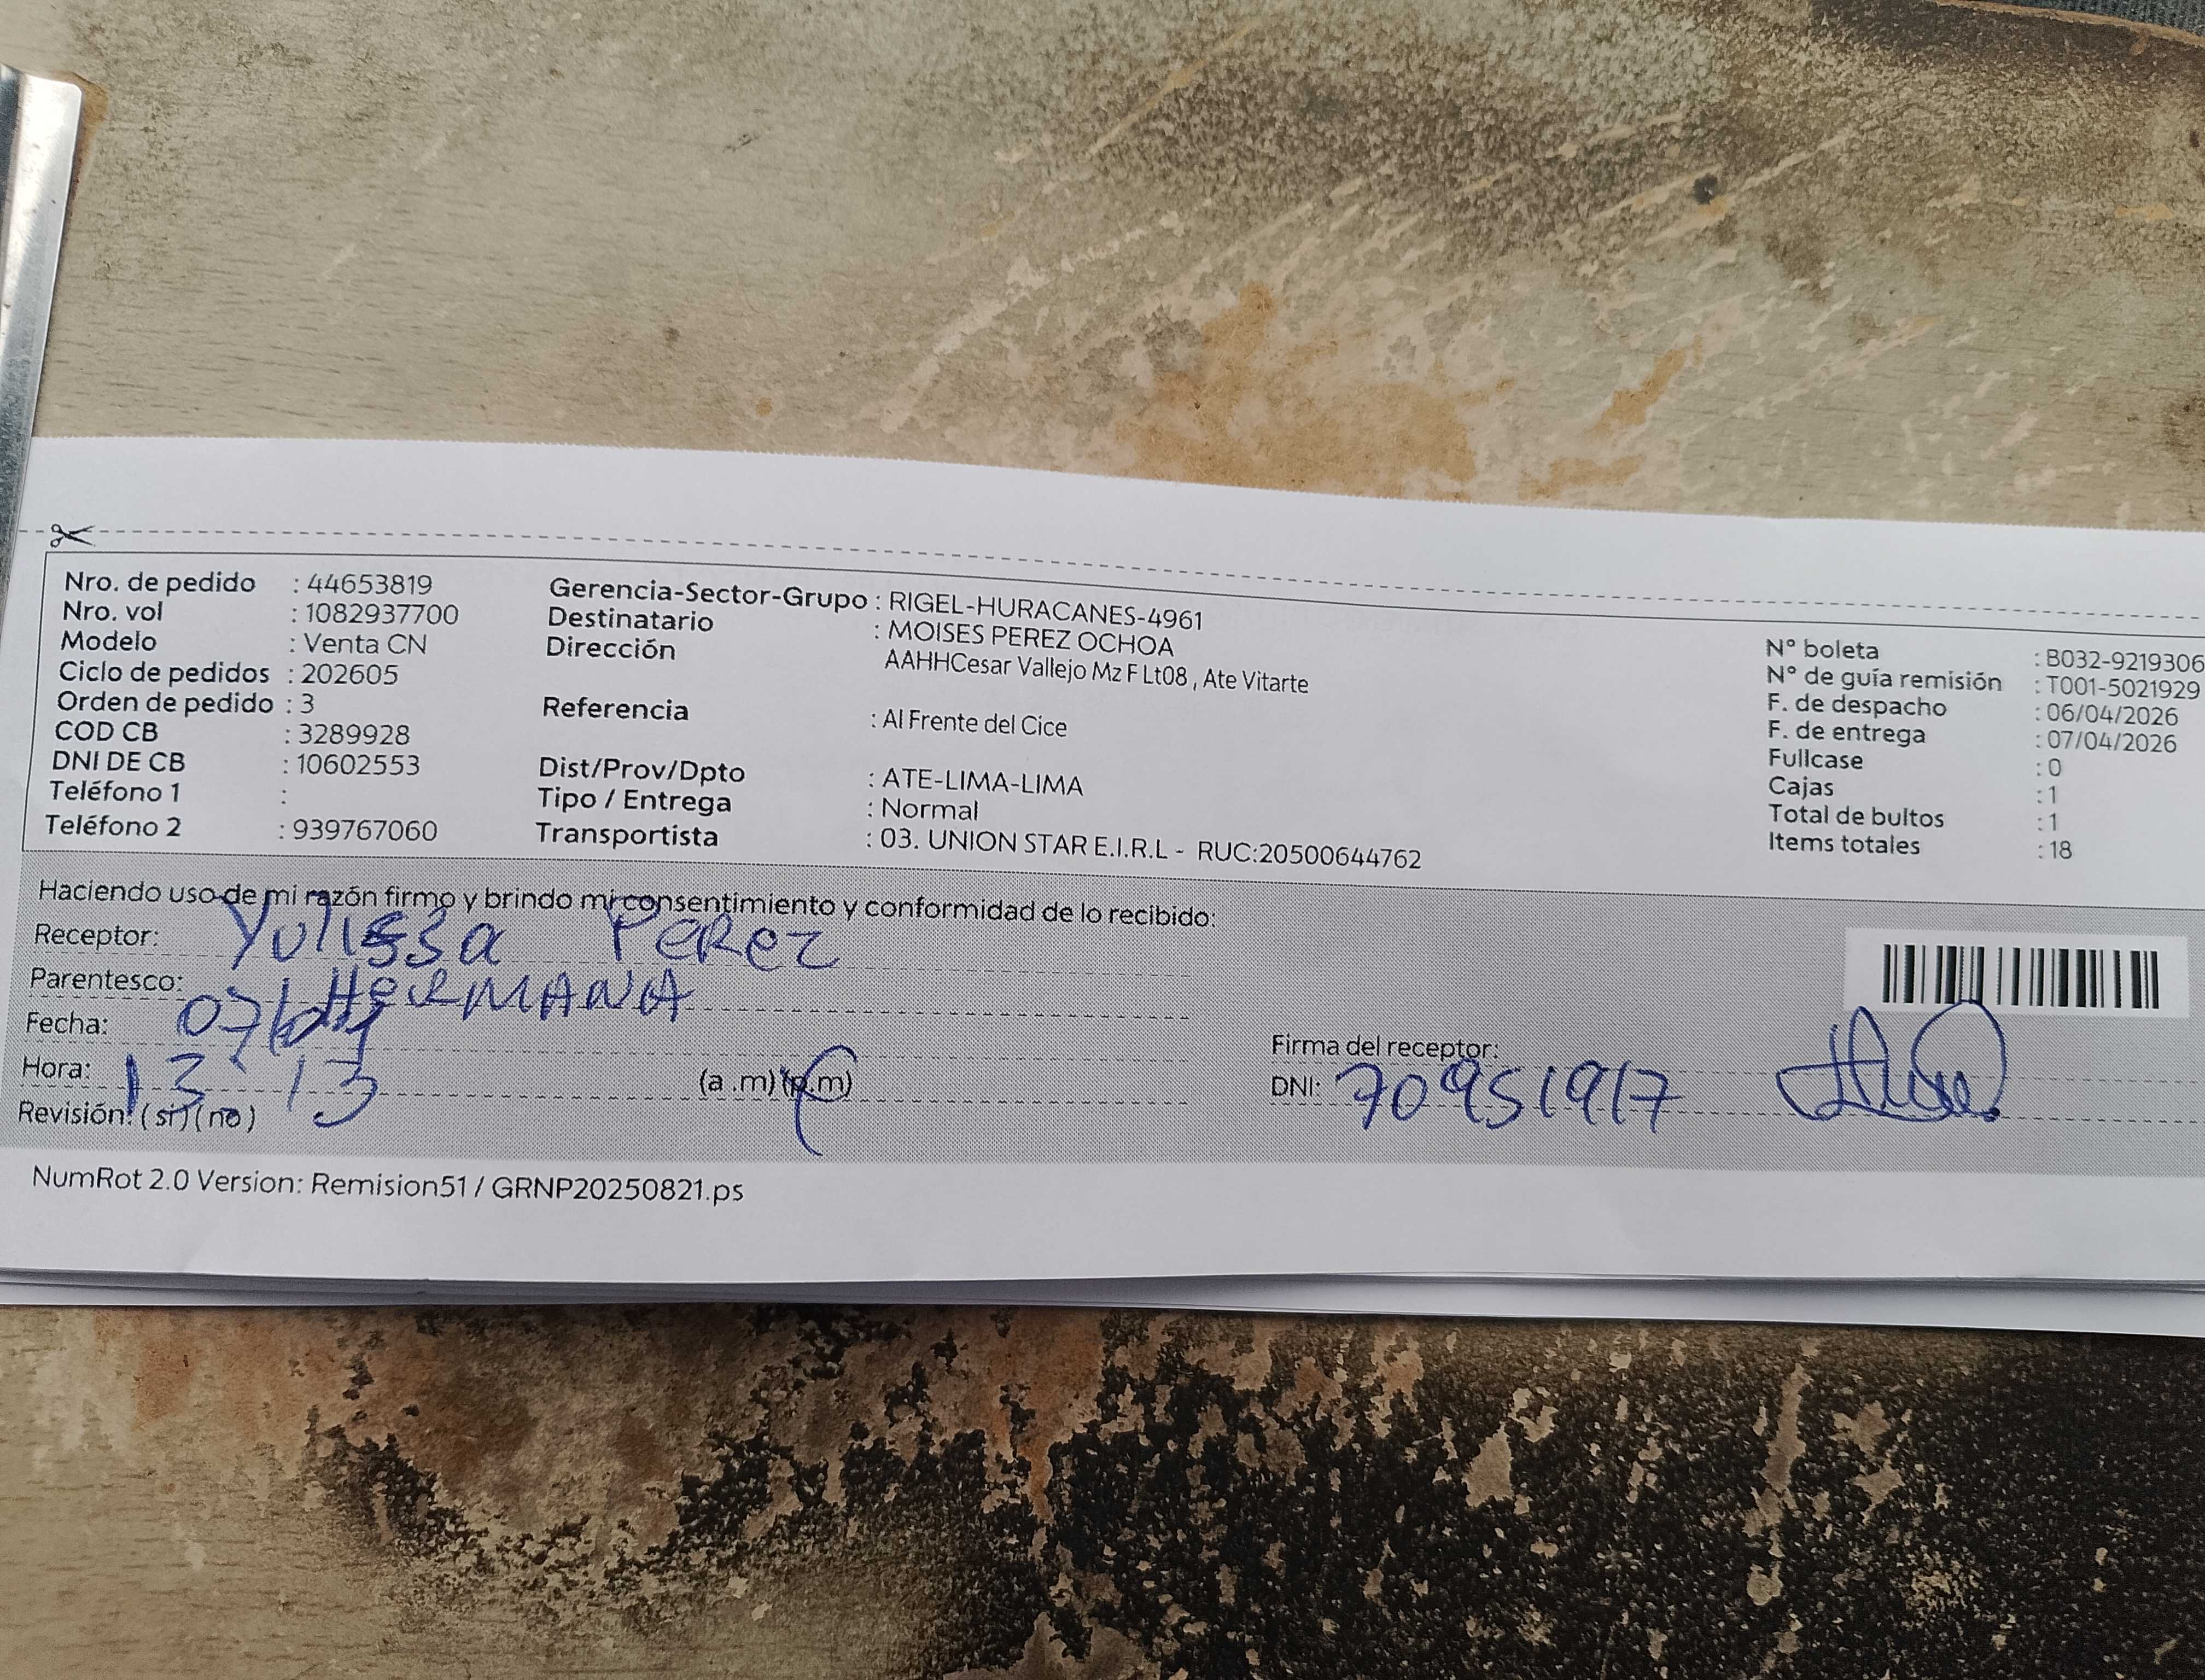 Nro. de pedido : 44653819
Nro. vol : 1082937700
Modelo : Venta CN
Ciclo de pedidos : 202605
Orden de pedido : 3
COD CB : 3289928
DNI DE CB : 10602553
Teléfono 1 :
Teléfono 2 : 939767060
Gerencia-Sector-Grupo : RIGEL-HURACANES-4961
Destinatario : MOISES PEREZ OCHOA
Dirección AAHHCesar Vallejo Mz F Lt08 , Ate Vitarte
Referencia : Al Frente del Cice
Dist/Prov/Dpto : ATE-LIMA-LIMA
Tipo / Entrega : Normal
Transportista : 03. UNION STAR E.I.R.L - RUC:20500644762
N° boleta : B032-9219306
N° de guía remisión : T001-5021929
F. de despacho : 06/04/2026
F. de entrega : 07/04/2026
Fullcase : 0
Cajas : 1
Total de bultos : 1
Items totales : 18
Haciendo uso de mi razón firmo y brindo mi consentimiento y conformidad de lo recibido:
Receptor: Yulissa PEREZ
Parentesco: HERMANA
Fecha:
Hora: 13:13 (a .m) (p.m)
Revisión: (si) (no)
Firma del receptor:
DNI: 70951917
NumRot 2.0 Version: Remision51 / GRNP20250821.ps